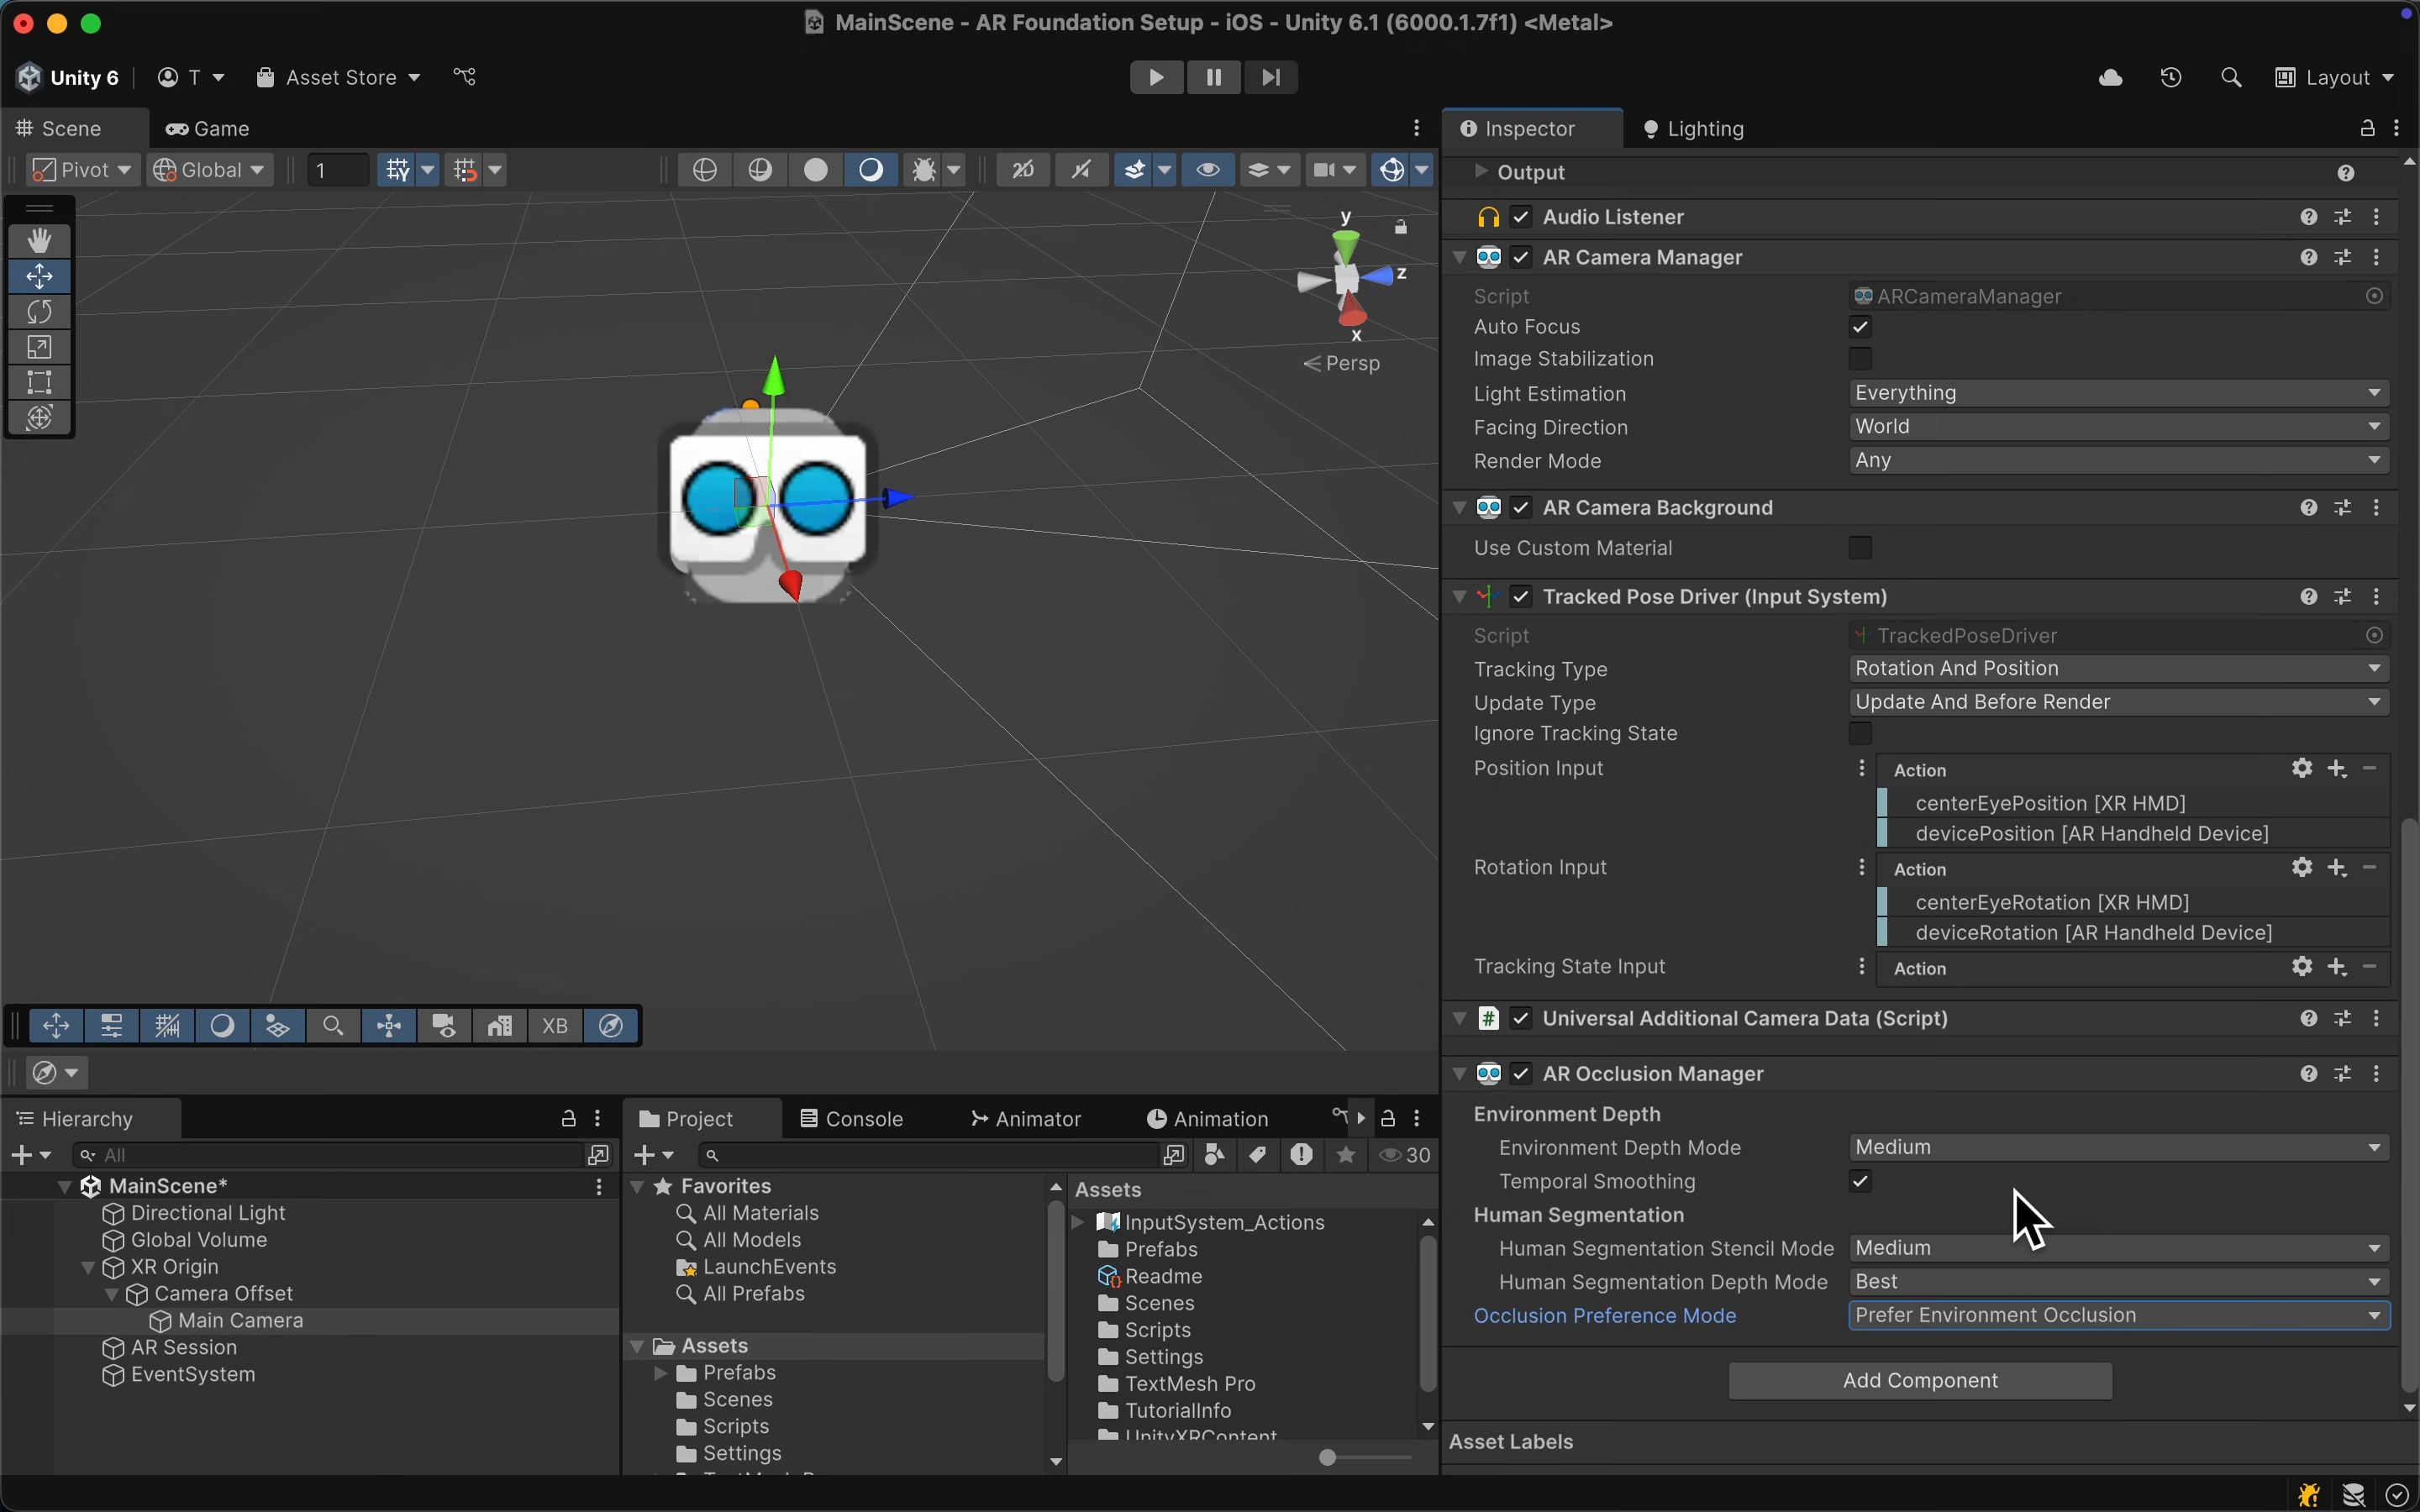 MainScene - AR Foundation Setup - iOS - Unity 6.1 (6000.1.7f1) <Metal>
Unity 6
T
Asset Store
Layout
Scene
Game
Pivot
Global
1
2D
y
z
x
Persp
XB
Hierarchy
All
MainScene*
Directional Light
Global Volume
XR Origin
Camera Offset
Main Camera
AR Session
EventSystem
Project
Console
Animator
Animation
30
Favorites
All Materials
All Models
LaunchEvents
All Prefabs
Assets
Prefabs
Scenes
Scripts
Settings
Assets
InputSystem_Actions
Prefabs
Readme
Scenes
Scripts
Settings
TextMesh Pro
TutorialInfo
UnityXRContent
Inspector
Lighting
Output
Audio Listener
AR Camera Manager
Script ARCameraManager
Auto Focus
Image Stabilization
Light Estimation Everything
Facing Direction World
Render Mode Any
AR Camera Background
Use Custom Material
Tracked Pose Driver (Input System)
Script TrackedPoseDriver
Tracking Type Rotation And Position
Update Type Update And Before Render
Ignore Tracking State
Position Input Action
centerEyePosition [XR HMD]
devicePosition [AR Handheld Device]
Rotation Input Action
centerEyeRotation [XR HMD]
deviceRotation [AR Handheld Device]
Tracking State Input Action
# Universal Additional Camera Data (Script)
AR Occlusion Manager
Environment Depth
Environment Depth Mode Medium
Temporal Smoothing
Human Segmentation
Human Segmentation Stencil Mode Medium
Human Segmentation Depth Mode Best
Occlusion Preference Mode Prefer Environment Occlusion
Add Component
Asset Labels